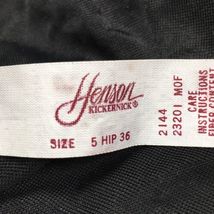 Henson
KICKERNICK®
SIZE 5 HIP 36
2144
23201 MOF
CARE
INSTRUCTIONS
FIBER CONTENT